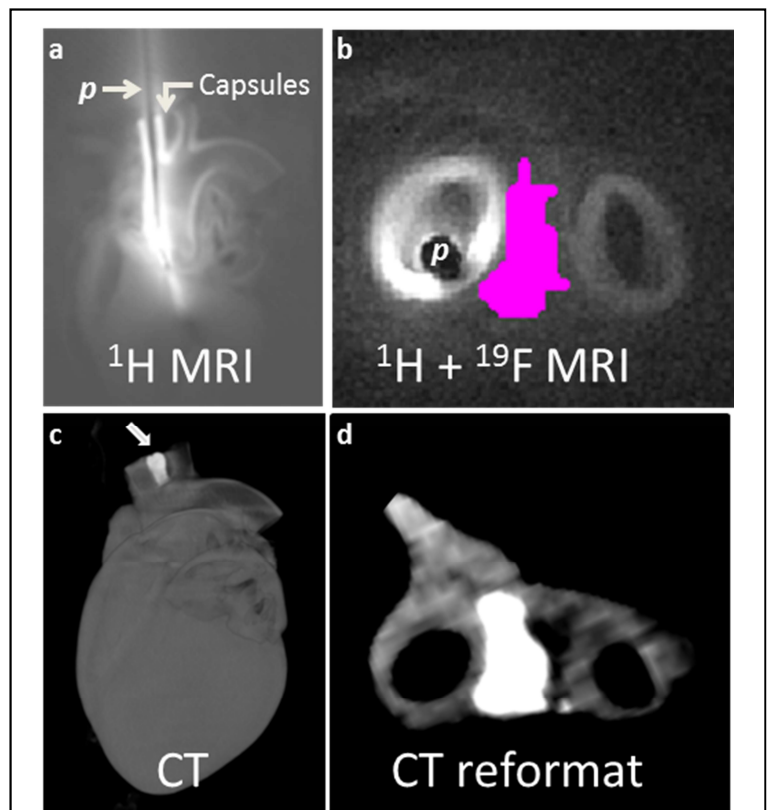 a
p Capsules
¹H MRI
b
p
¹H + ¹⁹F MRI
c
CT
d
CT reformat